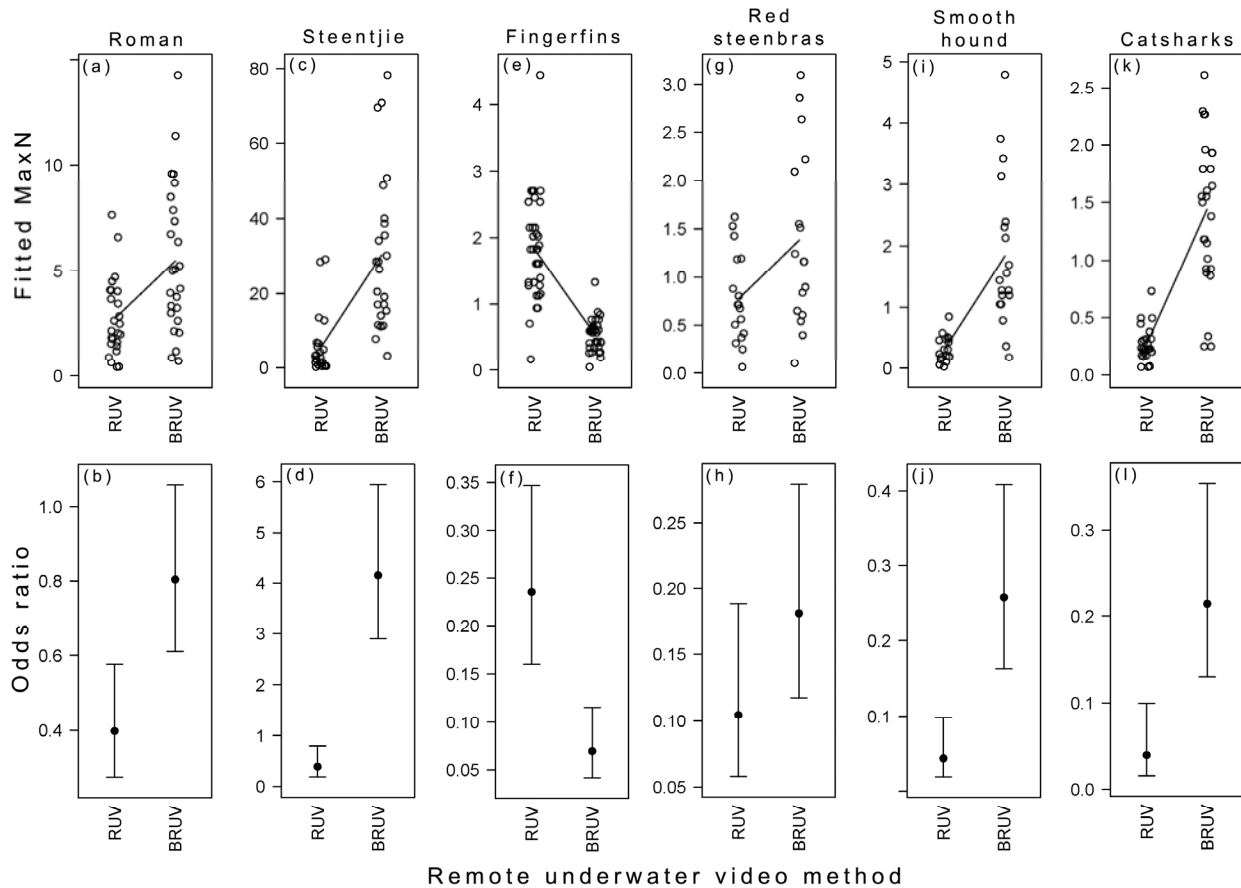 Roman
Steentjie
Fingerfins
Red
steenbras
Smooth
hound
Catsharks
Fitted MaxN
(a)
15
10
5
0
RUV
BRUV
(c)
80
60
40
20
0
RUV
BRUV
(e)
4
3
2
1
0
RUV
BRUV
(g)
3.0
2.5
2.0
1.5
1.0
0.5
0.0
RUV
BRUV
(i)
5
4
3
2
1
0
RUV
BRUV
(k)
2.5
2.0
1.5
1.0
0.5
0.0
RUV
BRUV
Odds ratio
(b)
1.0
0.8
0.6
0.4
RUV
BRUV
(d)
6
5
4
3
2
1
0
RUV
BRUV
(f)
0.35
0.30
0.25
0.20
0.15
0.10
0.05
RUV
BRUV
(h)
0.25
0.20
0.15
0.10
0.05
RUV
BRUV
(j)
0.4
0.3
0.2
0.1
RUV
BRUV
(l)
0.3
0.2
0.1
0.0
RUV
BRUV
Remote underwater video method